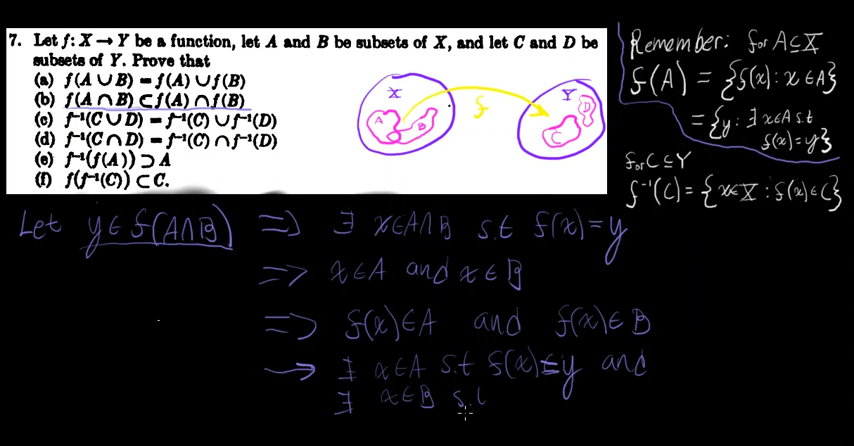 7. Let f: X → Y be a function, let A and B be subsets of X, and let C and D be
subsets of Y. Prove that
(a) f(A ∪ B) = f(A) ∪ f(B)
(b) f(A ∩ B) ⊂ f(A) ∩ f(B)
(c) f⁻¹(C ∪ D) = f⁻¹(C) ∪ f⁻¹(D)
(d) f⁻¹(C ∩ D) = f⁻¹(C) ∩ f⁻¹(D)
(e) f⁻¹(f(A)) ⊃ A
(f) f(f⁻¹(C)) ⊂ C.
X
A
B
f
Y
D
C
Remember: for A ⊆ X
f(A) = {f(x) : x ∈ A}
= {y : ∃ x∈A s.t
f(x) = y}
for C ⊆ Y
f⁻¹(C) = {x ∈ X : f(x) ∈ C}
Let y ∈ f(A∩B) => ∃ x∈A∩B s.t f(x) = y
=> x∈A and x∈B
=> f(x)∈A and f(x)∈B
→ ∃ x∈A s.t f(x) = y and
∃ x∈B s.t